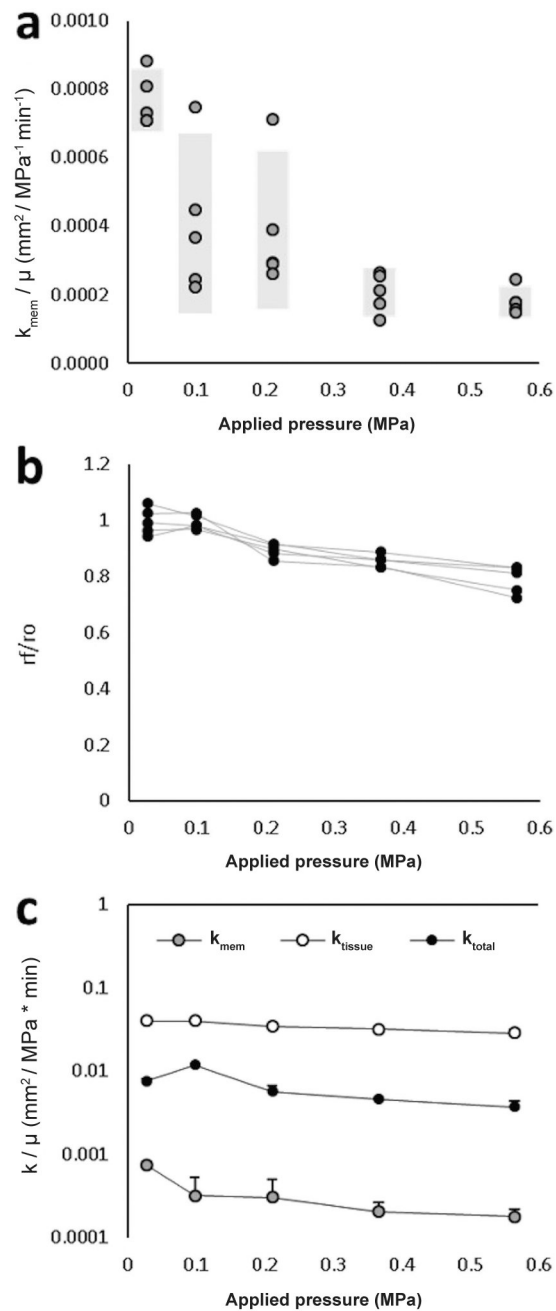 a
k_mem / μ (mm² / MPa⁻¹ min⁻¹)
0.0010
0.0008
0.0006
0.0004
0.0002
0.0000
0 0.1 0.2 0.3 0.4 0.5 0.6
Applied pressure (MPa)
b
rf/ro
1.2
1
0.8
0.6
0.4
0.2
0
0 0.1 0.2 0.3 0.4 0.5 0.6
Applied pressure (MPa)
c
k / μ (mm² / MPa * min)
1
k_mem k_tissue k_total
0.1
0.01
0.001
0.0001
0 0.1 0.2 0.3 0.4 0.5 0.6
Applied pressure (MPa)